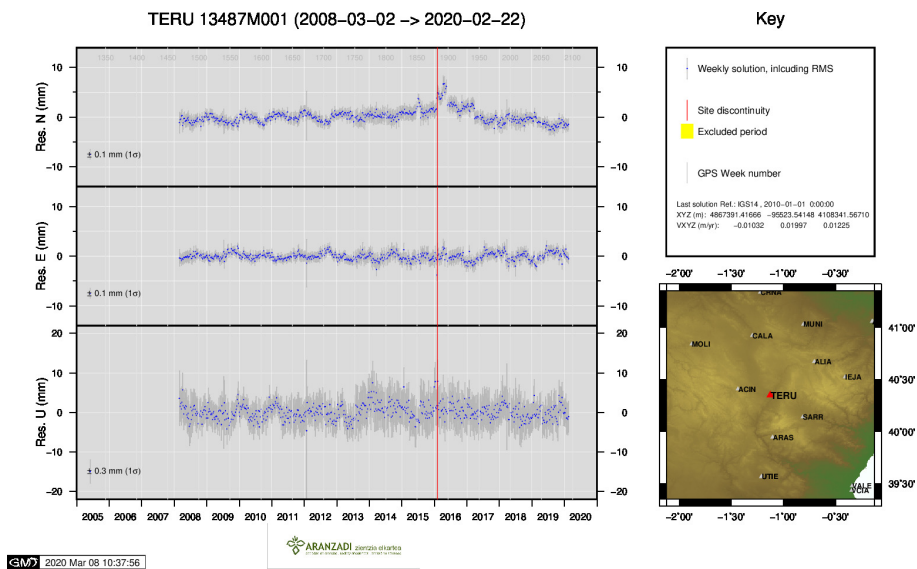 TERU 13487M001 (2008-03-02 -> 2020-02-22)
Key
1350 1400 1450 1500 1550 1600 1650 1700 1750 1800 1850 1900 1950 2000 2050 2100
Res. N (mm)
10 10
0 0
-10 -10
± 0.1 mm (1σ)
Res. E (mm)
10 10
0 0
-10 -10
± 0.1 mm (1σ)
Res. U (mm)
20 20
10 10
0 0
-10 -10
-20 -20
± 0.3 mm (1σ)
2005 2006 2007 2008 2009 2010 2011 2012 2013 2014 2015 2016 2017 2018 2019 2020
Weekly solution, inlcuding RMS
Site discontinuity
Excluded period
GPS Week number
Last solution Ref.: IGS14 , 2010-01-01 0:00:00
XYZ (m): 4867391.41666 -95523.54148 4108341.56710
VXYZ (m/yr): -0.01032 0.01997 0.01225
-2˚00' -1˚30' -1˚00' -0˚30'
CRNA
MUNI
41˚00'
CALA
MOLI
ALIA
IEJA
40˚30'
ACIN
TERU
SARR
40˚00'
ARAS
UTIE
39˚30'
VALE
VCIA
-2˚00' -1˚30' -1˚00' -0˚30'
ARANZADI zientzia elkartea
GMT 2020 Mar 08 10:37:56